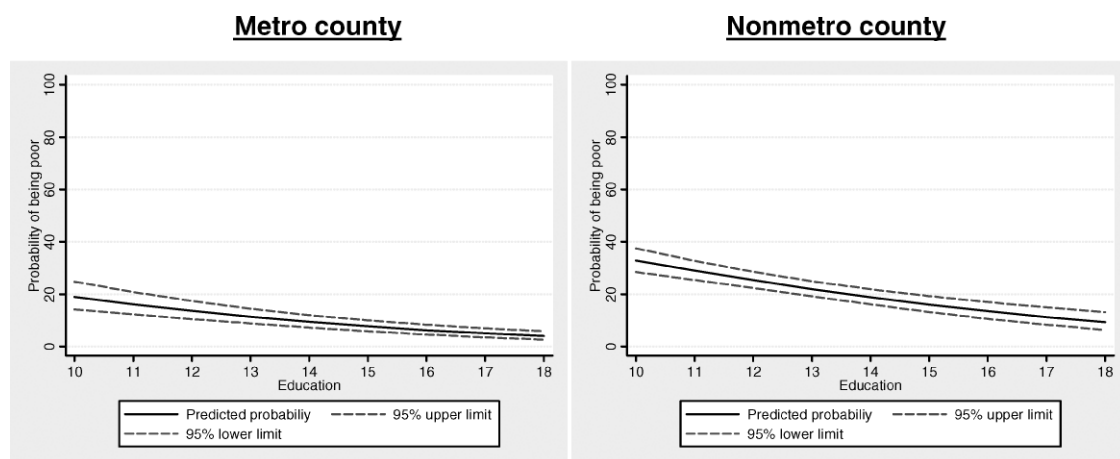 Metro county
Nonmetro county
Probability of being poor
100
80
60
40
20
0
10 11 12 13 14 15 16 17 18
Education
Predicted probabiliy 95% upper limit
95% lower limit
Probability of being poor
100
80
60
40
20
0
10 11 12 13 14 15 16 17 18
Education
Predicted probability 95% upper limit
95% lower limit